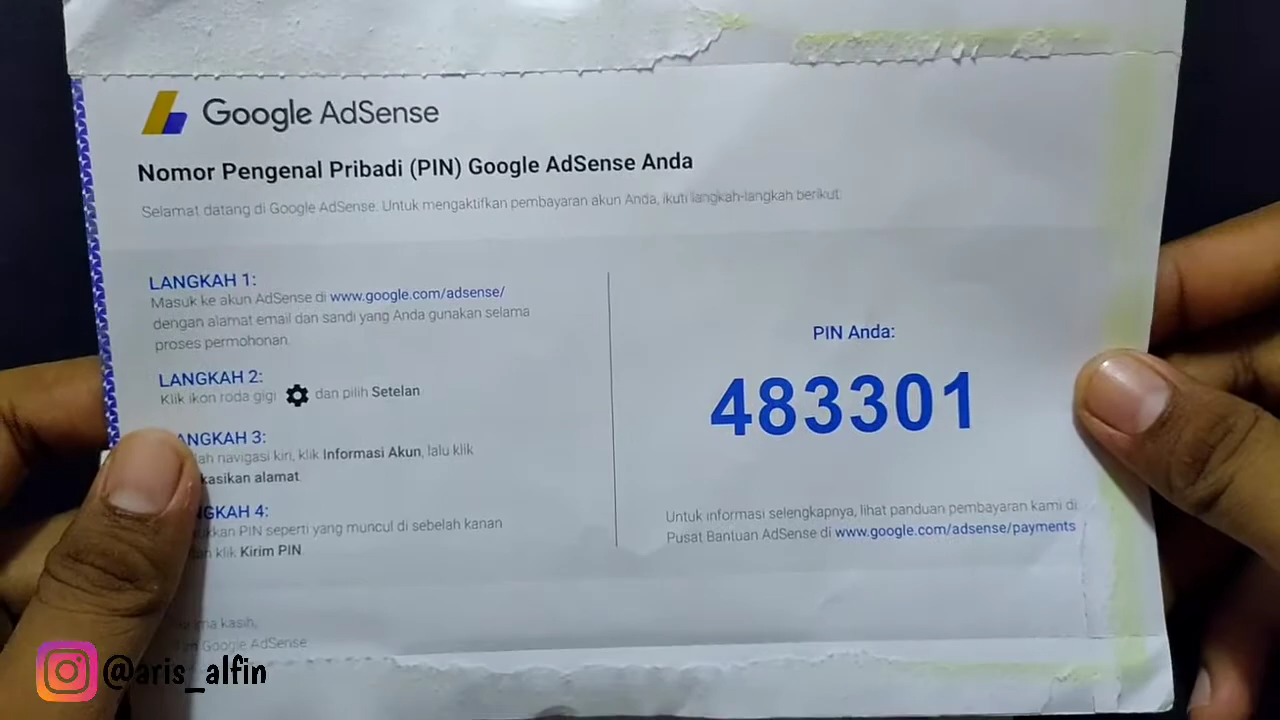 Google AdSense
Nomor Pengenal Pribadi (PIN) Google AdSense Anda
Selamat datang di Google AdSense. Untuk mengaktifkan pembayaran akun Anda, ikuti langkah-langkah berikut:
LANGKAH 1:
Masuk ke akun AdSense di www.google.com/adsense/
dengan alamat email dan sandi yang Anda gunakan selama
proses permohonan.
LANGKAH 2:
Klik ikon roda gigi dan pilih Setelan
ANGKAH 3:
lah navigasi kiri, klik Informasi Akun, lalu klik
kasikan alamat.
GKAH 4:
ukkan PIN seperti yang muncul di sebelah kanan
klik Kirim PIN.
ma kasih,
Google AdSense
PIN Anda:
483301
Untuk informasi selengkapnya, lihat panduan pembayaran kami di
Pusat Bantuan AdSense di www.google.com/adsense/payments
@aris_alfin